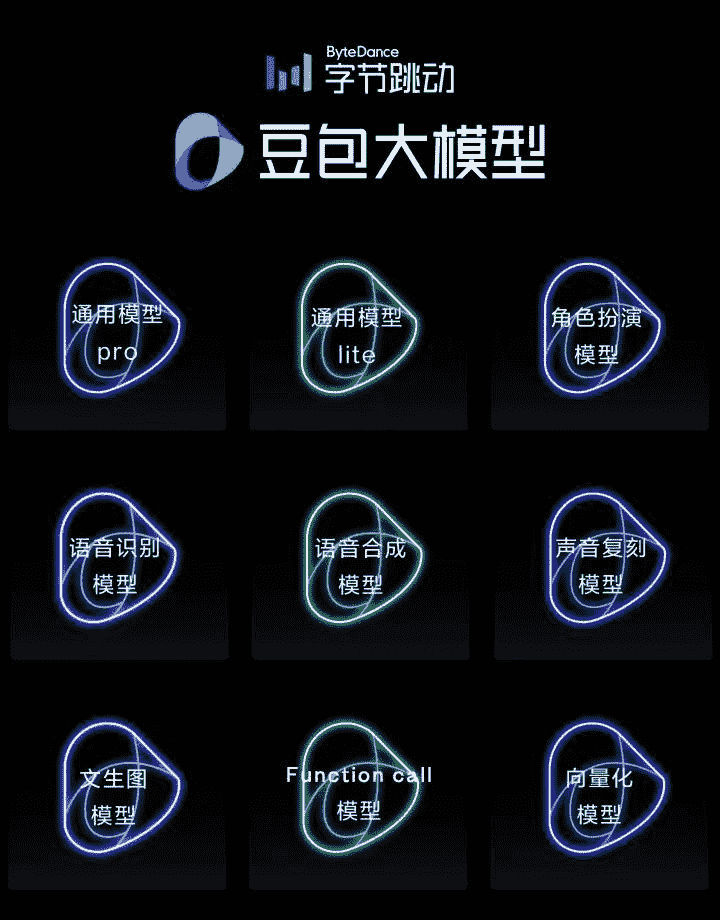 ByteDance
字节跳动
豆包大模型
通用模型
pro
通用模型
lite
角色扮演
模型
语音识别
模型
语音合成
模型
声音复刻
模型
文生图
模型
Function call
模型
向量化
模型